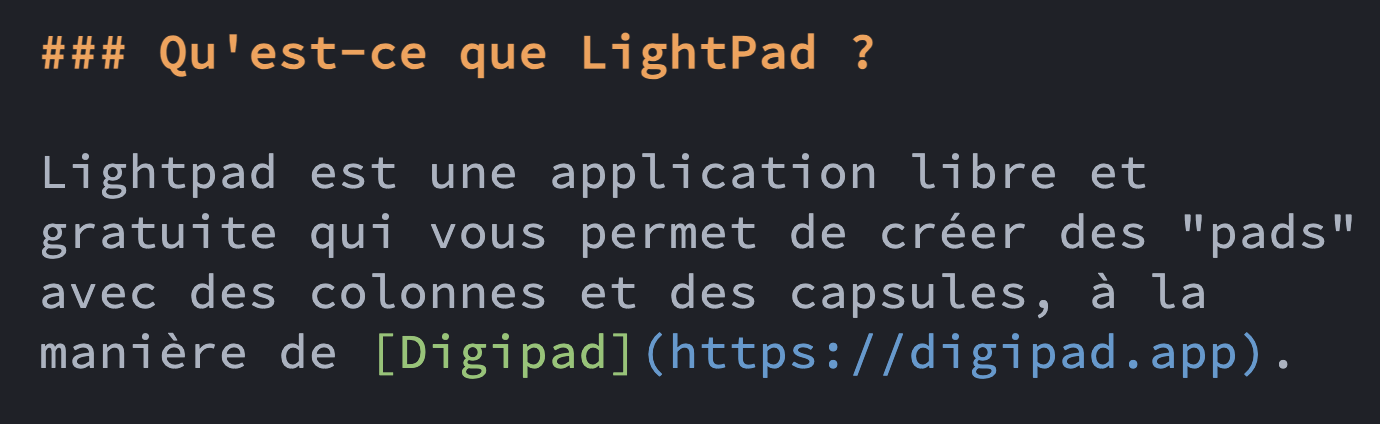 ### Qu'est-ce que LightPad ?
Lightpad est une application libre et
gratuite qui vous permet de créer des "pads"
avec des colonnes et des capsules, à la
manière de [Digipad](https://digipad.app).